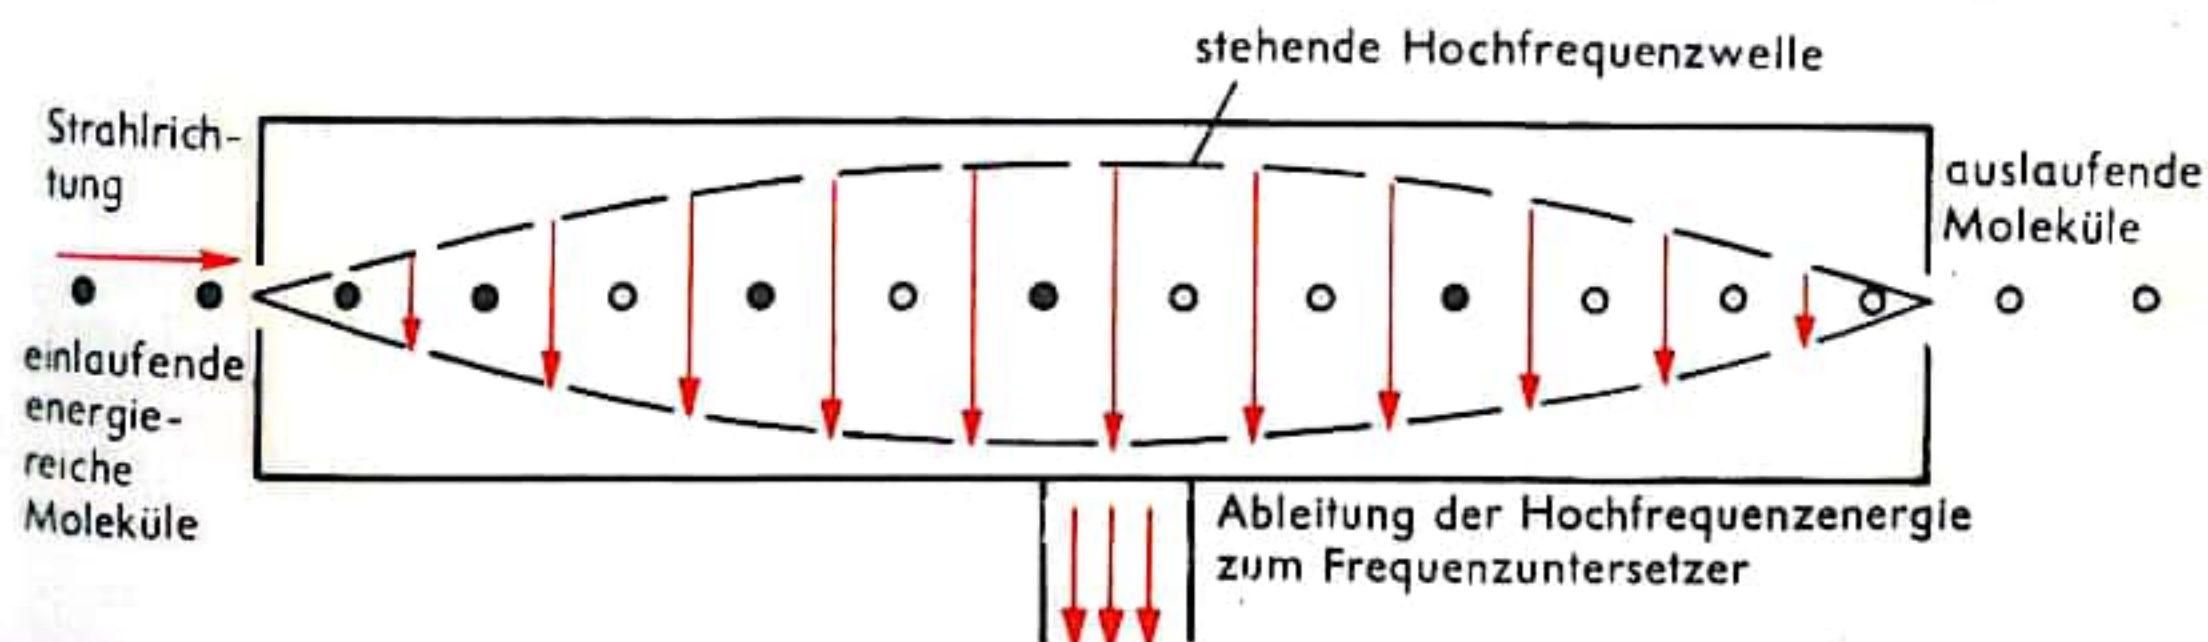 stehende Hochfrequenzwelle
Strahlrich-
tung
einlaufende
energie-
reiche
Moleküle
auslaufende
Moleküle
Ableitung der Hochfrequenzenergie
zum Frequenzuntersetzer